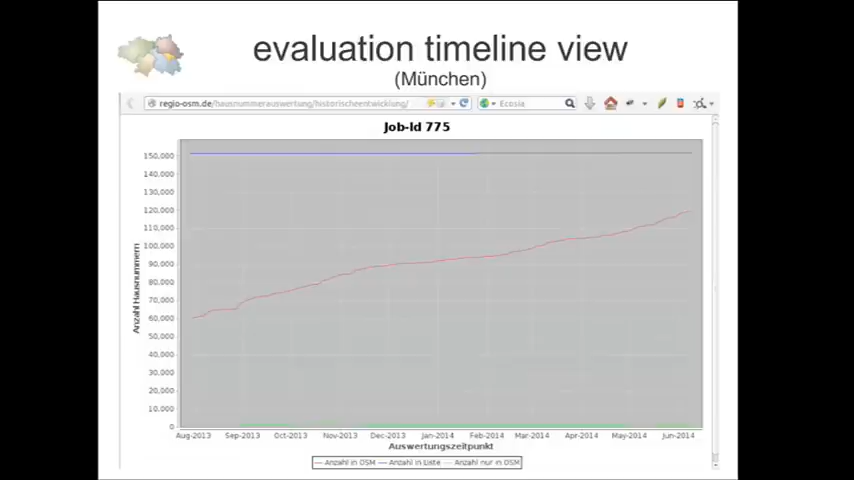 evaluation timeline view
(München)
regio-osm.de/hausnummerauswertung/historischeentwicklung/
Ecosia
Job-Id 775
Anzahl Hausnummern
150,000
140,000
130,000
120,000
110,000
100,000
90,000
80,000
70,000
60,000
50,000
40,000
30,000
20,000
10,000
0
Aug-2013 Sep-2013 Oct-2013 Nov-2013 Dec-2013 Jan-2014 Feb-2014 Mar-2014 Apr-2014 May-2014 Jun-2014
Auswertungszeitpunkt
Anzahl in OSM Anzahl in Liste Anzahl nur in OSM